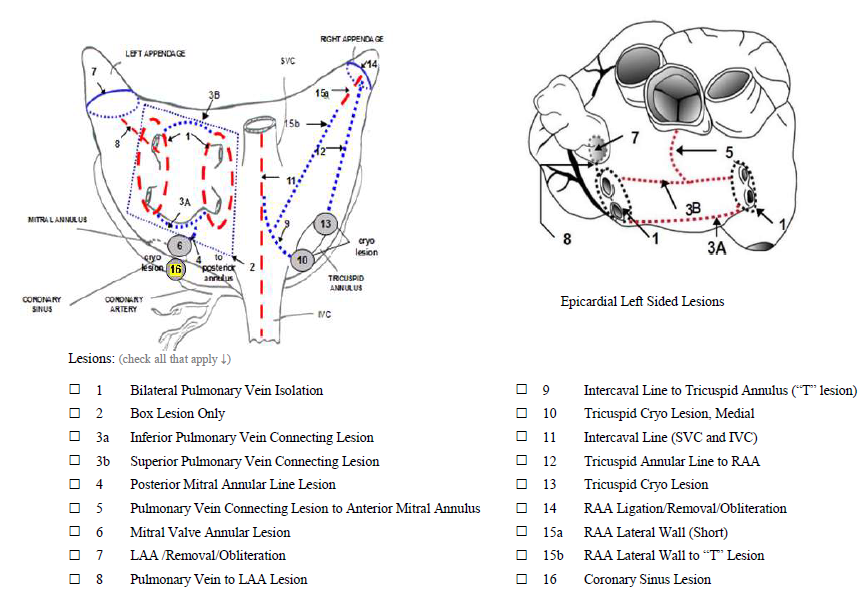 LEFT APPENDAGE
RIGHT APPENDAGE
SVC
7
3B
14
15a
15b
8
1
12
11
3A
9
13
MITRAL ANNULUS
6
cryo
lesion
16
4
to
posterior
annulus
2
10
cryo
lesion
TRICUSPID
ANNULUS
CORONARY
SINUS
CORONARY
ARTERY
IVC
7
5
3B
8
1
3A
1
Epicardial Left Sided Lesions
Lesions: (check all that apply ↓)
☐ 1 Bilateral Pulmonary Vein Isolation
☐ 2 Box Lesion Only
☐ 3a Inferior Pulmonary Vein Connecting Lesion
☐ 3b Superior Pulmonary Vein Connecting Lesion
☐ 4 Posterior Mitral Annular Line Lesion
☐ 5 Pulmonary Vein Connecting Lesion to Anterior Mitral Annulus
☐ 6 Mitral Valve Annular Lesion
☐ 7 LAA /Removal/Obliteration
☐ 8 Pulmonary Vein to LAA Lesion
☐ 9 Intercaval Line to Tricuspid Annulus (“T” lesion)
☐ 10 Tricuspid Cryo Lesion, Medial
☐ 11 Intercaval Line (SVC and IVC)
☐ 12 Tricuspid Annular Line to RAA
☐ 13 Tricuspid Cryo Lesion
☐ 14 RAA Ligation/Removal/Obliteration
☐ 15a RAA Lateral Wall (Short)
☐ 15b RAA Lateral Wall to “T” Lesion
☐ 16 Coronary Sinus Lesion